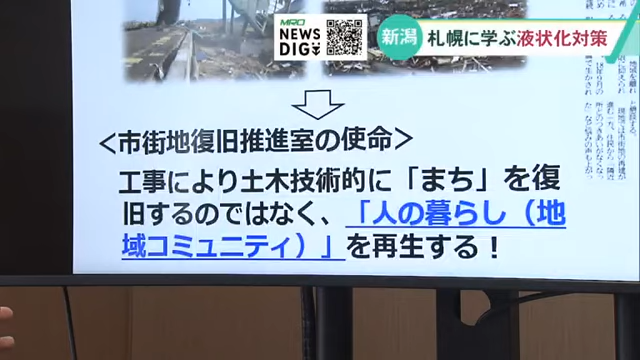 MRO
NEWS
DIG
新潟 札幌に学ぶ液状化対策
＜市街地復旧推進室の使命＞
工事により土木技術的に「まち」を復
旧するのではなく、「人の暮らし（地
域コミュニティ）」を再生する！